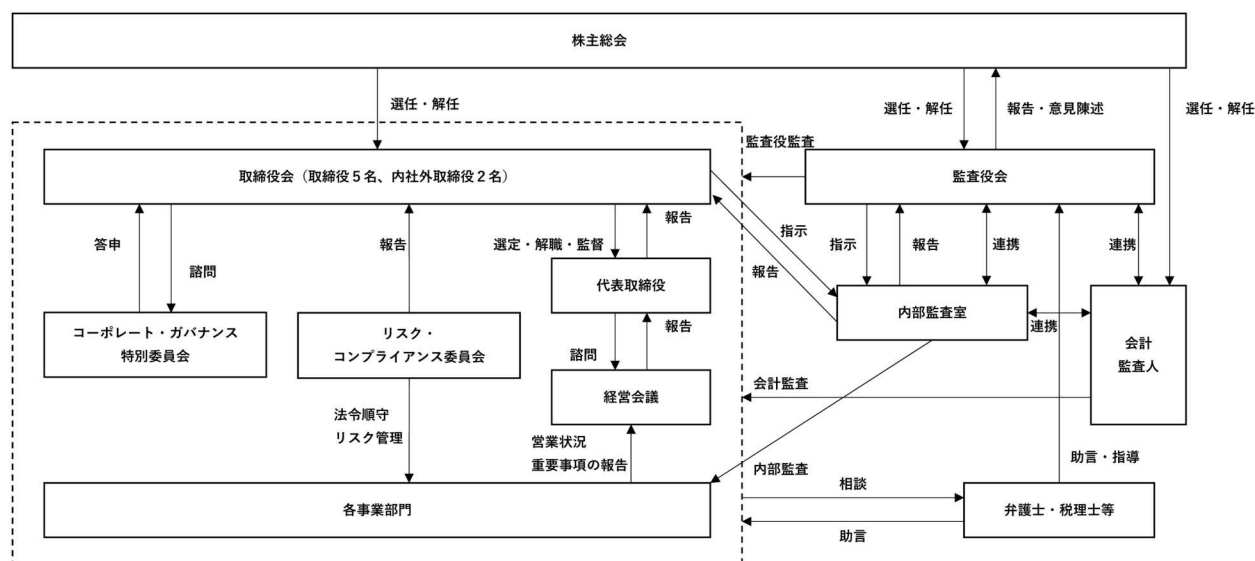 株主総会
選任・解任
選任・解任
報告・意見陳述
選任・解任
監査役監査
取締役会（取締役５名、内社外取締役２名）
監査役会
答申
諮問
報告
選定・解職・監督
報告
指示
報告
指示
報告
連携
連携
代表取締役
内部監査室
連携
会計
監査人
コーポレート・ガバナンス
特別委員会
リスク・
コンプライアンス委員会
諮問
報告
経営会議
会計監査
法令順守
リスク管理
営業状況
重要事項の報告
内部監査
助言・指導
各事業部門
相談
助言
弁護士・税理士等